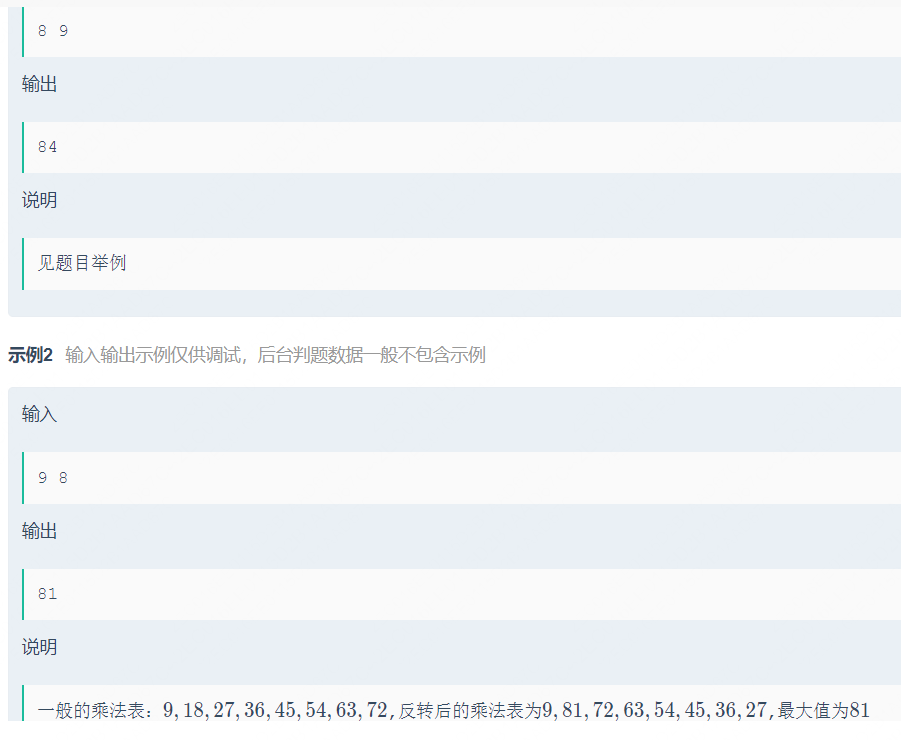 8 9
输出
84
说明
见题目举例
示例2 输入输出示例仅供调试，后台判题数据一般不包含示例
输入
9 8
输出
81
说明
一般的乘法表：9,18,27,36,45,54,63,72,反转后的乘法表为9,81,72,63,54,45,36,27,最大值为81